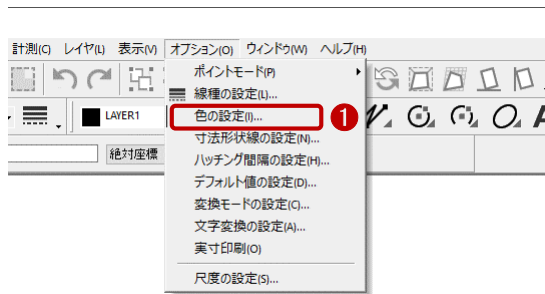 計測(C) レイヤ(L) 表示(V) オプション(O) ウィンドウ(W) ヘルプ(H)
ポイントモード(P)
線種の設定(L)...
LAYER1
色の設定(I)...
1
寸法形状線の設定(N)...
絶対座標
ハッチング間隔の設定(H)...
デフォルト値の設定(D)...
変換モードの設定(C)...
文字変換の設定(A)...
実寸印刷(O)
尺度の設定(S)...